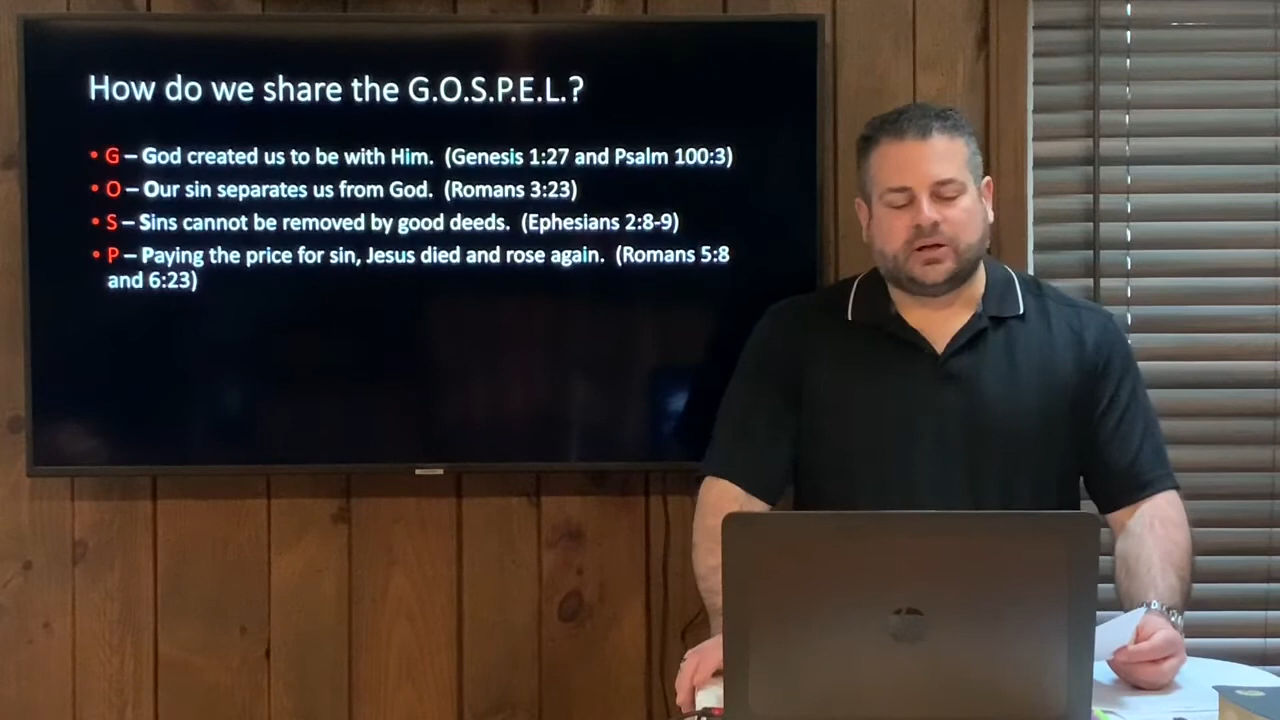 How do we share the G.O.S.P.E.L.?
• G – God created us to be with Him. (Genesis 1:27 and Psalm 100:3)
• O – Our sin separates us from God. (Romans 3:23)
• S – Sins cannot be removed by good deeds. (Ephesians 2:8-9)
• P – Paying the price for sin, Jesus died and rose again. (Romans 5:8
and 6:23)